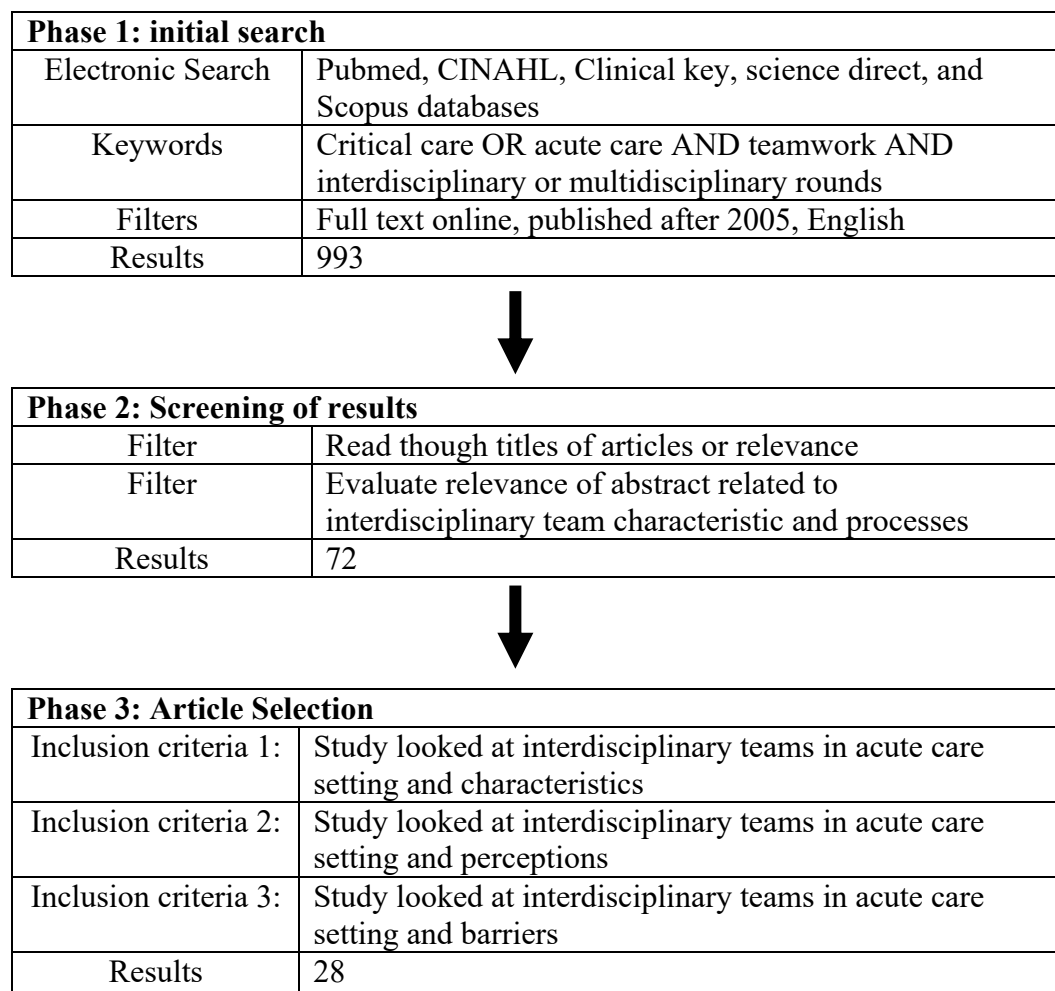 Phase 1: initial search
Electronic Search Pubmed, CINAHL, Clinical key, science direct, and
Scopus databases
Keywords Critical care OR acute care AND teamwork AND
interdisciplinary or multidisciplinary rounds
Filters Full text online, published after 2005, English
Results 993
Phase 2: Screening of results
Filter Read though titles of articles or relevance
Filter Evaluate relevance of abstract related to
interdisciplinary team characteristic and processes
Results 72
Phase 3: Article Selection
Inclusion criteria 1: Study looked at interdisciplinary teams in acute care
setting and characteristics
Inclusion criteria 2: Study looked at interdisciplinary teams in acute care
setting and perceptions
Inclusion criteria 3: Study looked at interdisciplinary teams in acute care
setting and barriers
Results 28